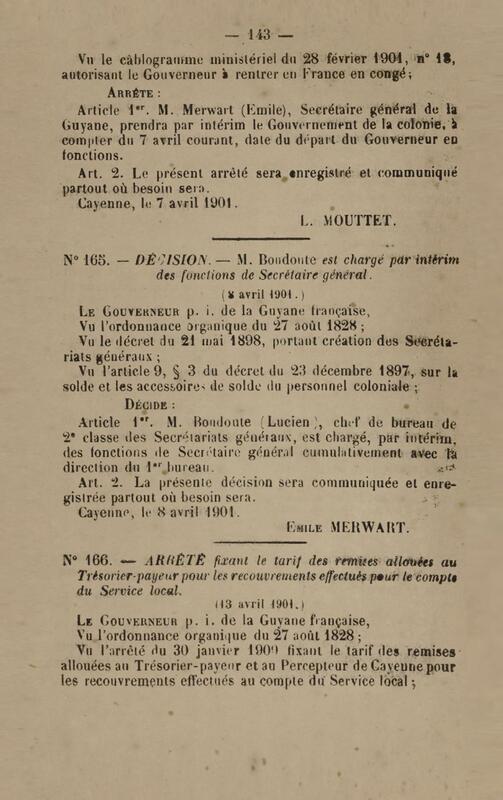 — 143 —
Vu le câblogramme ministériel du 28 février 1901, n° 18,
autorisant le Gouverneur à rentrer en France en congé;
ARRÊTE :
Article 1er. M. Merwart (Emile), Secrétaire général de la
Guyane, prendra par intérim le Gouvernement de la colonie, à
compter du 7 avril courant, date du départ du Gouverneur en
fonctions.
Art. 2. Le présent arrêté sera enregistré et communiqué
partout où besoin sera.
Cayenne, le 7 avril 1901.
L. MOUTTET.
N° 165. — DÉCISION. — M. Boudoute est chargé par intérim
des fonctions de Secrétaire général.
(8 avril 1901.)
LE GOUVERNEUR p. i. de la Guyane française,
Vu l'ordonnance organique du 27 août 1828 ;
Vu le décret du 21 mai 1898, portant création des Secréta-
riats généraux ;
Vu l'article 9, § 3 du décret du 23 décembre 1897, sur la
solde et les accessoires de solde du personnel coloniale ;
DÉCIDE :
Article 1er. M. Boudoute (Lucien), chef de bureau de
2e classe des Secrétariats généraux, est chargé, par intérim,
des fonctions de Secrétaire général cumulativement avec la
direction du 1er bureau.
Art. 2. La présente décision sera communiquée et enre-
gistrée partout où besoin sera.
Cayenne, le 8 avril 1901.
EMILE MERWART.
N° 166. — ARRÊTÉ fixant le tarif des remises allouées au
Trésorier-payeur pour les recouvrements effectués pour le compte
du Service local.
(13 avril 1901.)
LE GOUVERNEUR p. i. de la Guyane française,
Vu l'ordonnance organique du 27 août 1828 ;
Vu l'arrêté du 30 janvier 1900 fixant le tarif des remises
allouées au Trésorier-payeur et au Percepteur de Cayenne pour
les recouvrements effectués au compte du Service local ;